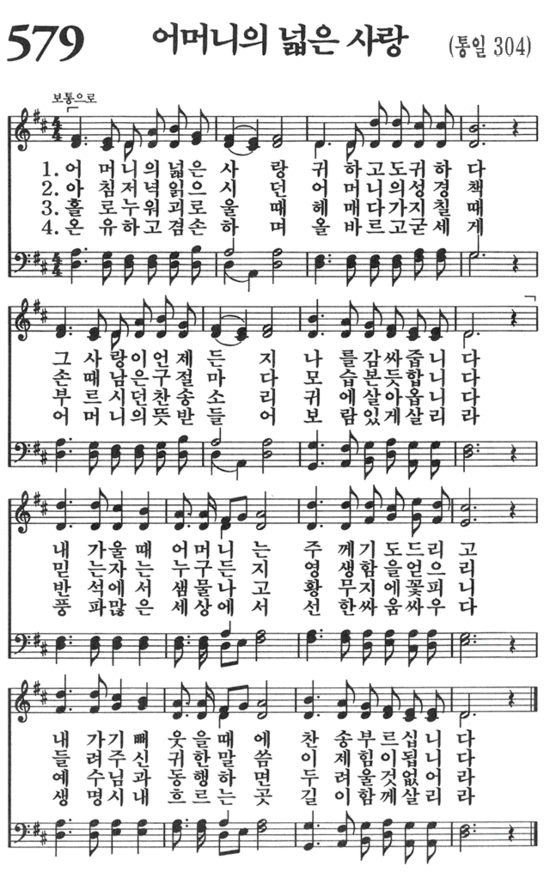 579 어머니의 넓은 사랑 (통일 304)
보통으로
1. 어 머니의넓은 사 랑 귀 하고도귀하 다
2. 아 침저녁읽으 시 던 어 머니의성경 책
3. 홀 로누워괴로 울 때 헤 매다가지칠 때
4. 온 유하고겸손 하 며 올 바르고굳세 게
그 사랑이언제 든 지 나 를감싸줍니 다
손 때남은구절 마 다 모 습본듯합니 다
부 르시던찬송 소 리 귀 에살아옵니 다
어 머니의뜻받 들 어 보 람있게살리 라
내 가울때 어머니 는 주 께기도드리 고
믿 는자는 누구든 지 영 생함을얻으 리
반 석에서 샘물나 고 황 무지에꽃피 니
풍 파많은 세상에 서 선 한싸움싸우 다
내 가기뻐 웃을때 에 찬 송부르십니 다
들 려주신 귀한말 씀 이 제힘이됩니 다
예 수님과 동행하 면 두 려울것없어 라
생 명시내 흐르는 곳 길 이함께살리 라